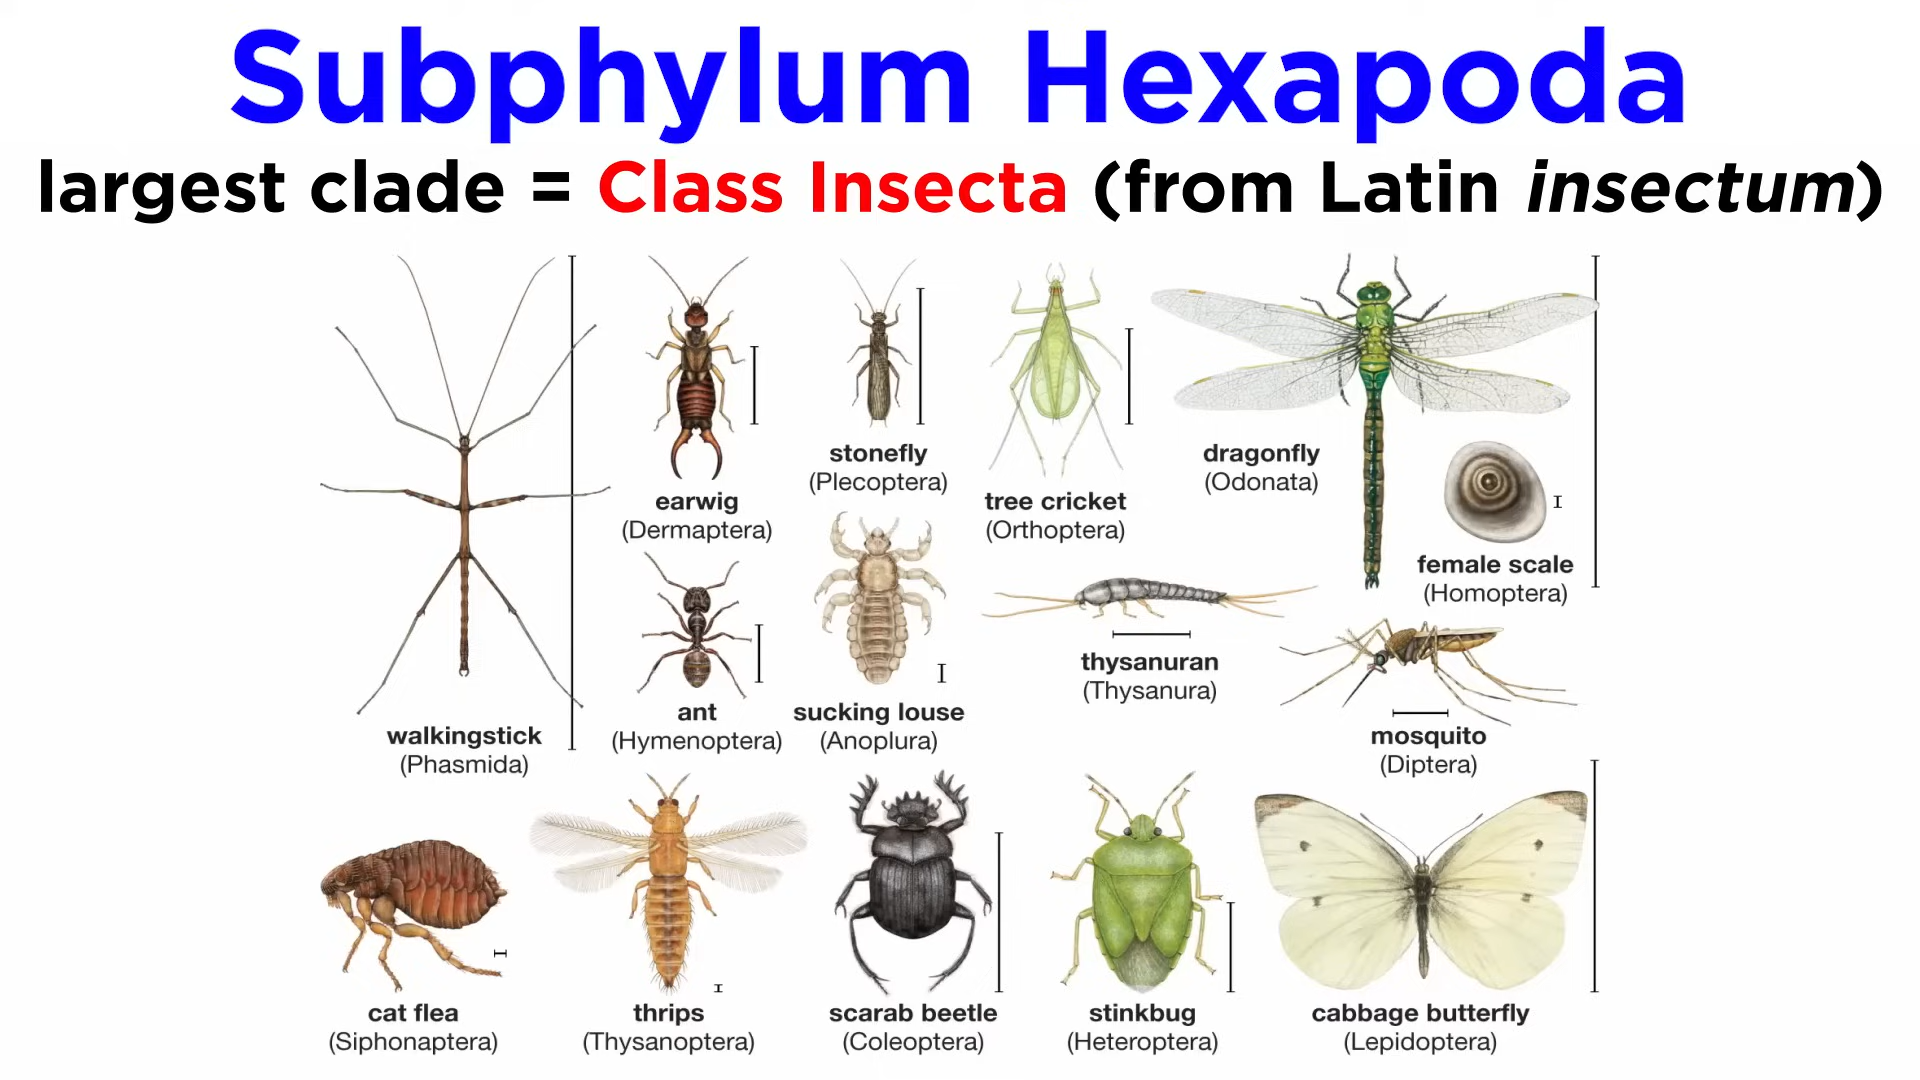 Subphylum Hexapoda
largest clade = Class Insecta (from Latin insectum)
stonefly
(Plecoptera)
dragonfly
(Odonata)
earwig
(Dermaptera)
tree cricket
(Orthoptera)
female scale
(Homoptera)
thysanuran
(Thysanura)
ant
(Hymenoptera)
sucking louse
(Anoplura)
walkingstick
(Phasmida)
mosquito
(Diptera)
cat flea
(Siphonaptera)
thrips
(Thysanoptera)
scarab beetle
(Coleoptera)
stinkbug
(Heteroptera)
cabbage butterfly
(Lepidoptera)